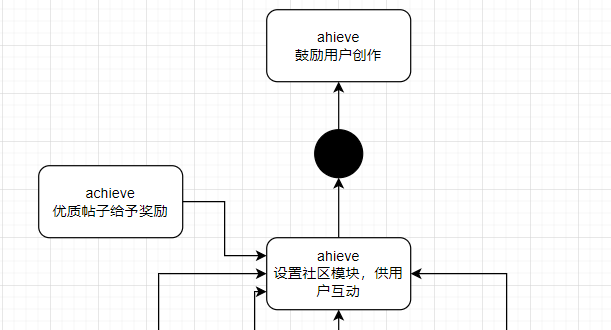 ahieve
鼓励用户创作
achieve
优质帖子给予奖励
ahieve
设置社区模块，供用
户互动